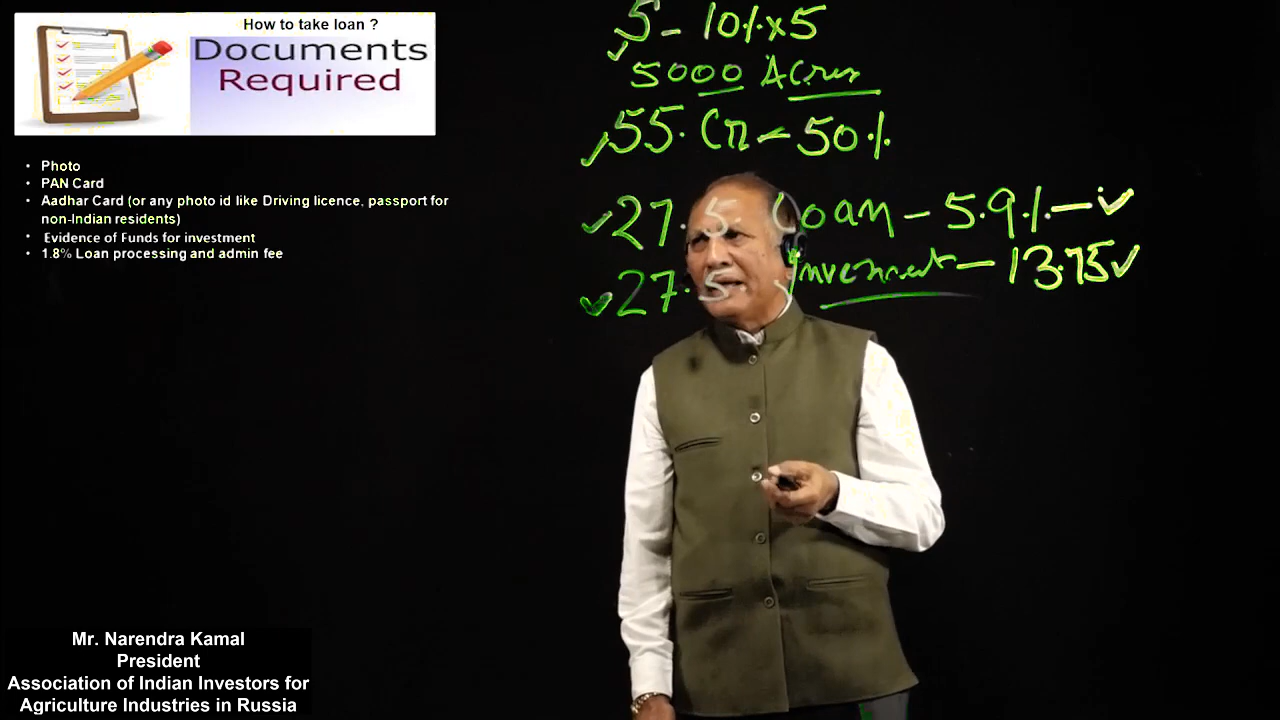 How to take loan ?
Documents
Required
• Photo
• PAN Card
• Aadhar Card (or any photo id like Driving licence, passport for
non-Indian residents)
• Evidence of Funds for investment
• 1.8% Loan processing and admin fee
5 - 10%x5
5000 Acres
55. Cr - 50%
27.5 Loan - 5.9%
27.5 - 13.75
Mr. Narendra Kamal
President
Association of Indian Investors for
Agriculture Industries in Russia